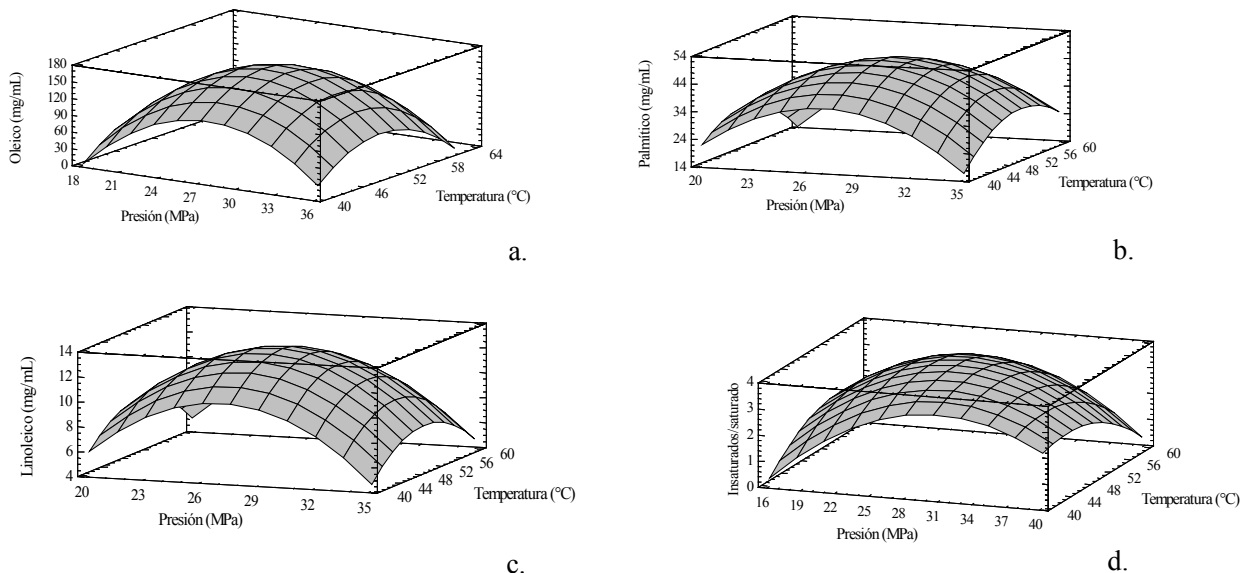 180
150
120
90
60
30
0
Oleico (mg/mL)
18 21 24 27 30 33 36
Presión (MPa)
40 46 52 58 64
Temperatura (°C)
a.
54
44
34
24
14
Palmítico (mg/mL)
20 23 26 29 32 35
Presión (MPa)
40 44 48 52 56 60
Temperatura (°C)
b.
14
12
10
8
6
4
Linoleico (mg/mL)
20 23 26 29 32 35
Presión (MPa)
40 44 48 52 56 60
Temperatura (°C)
c.
4
3
2
1
0
Insaturados/saturado
16 19 22 25 28 31 34 37 40
Presión (MPa)
40 44 48 52 56 60
Temperatura (°C)
d.